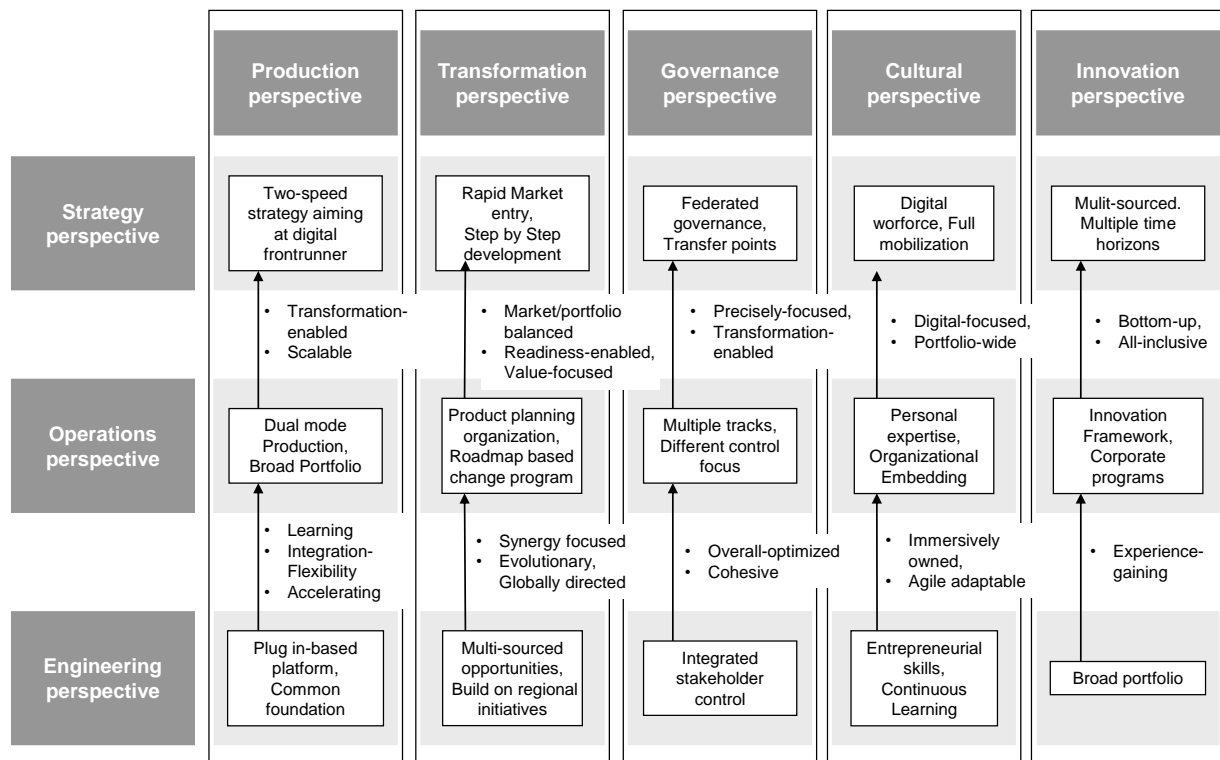 Production
perspective
Transformation
perspective
Governance
perspective
Cultural
perspective
Innovation
perspective
Strategy
perspective
Two-speed
strategy aiming
at digital
frontrunner
Rapid Market
entry,
Step by Step
development
Federated
governance,
Transfer points
Digital
worforce, Full
mobilization
Mulit-sourced.
Multiple time
horizons
• Transformation-
enabled
• Scalable
• Market/portfolio
balanced
• Readiness-enabled,
Value-focused
• Precisely-focused,
• Transformation-
enabled
• Digital-focused,
• Portfolio-wide
• Bottom-up,
• All-inclusive
Operations
perspective
Dual mode
Production,
Broad Portfolio
Product planning
organization,
Roadmap based
change program
Multiple tracks,
Different control
focus
Personal
expertise,
Organizational
Embedding
Innovation
Framework,
Corporate
programs
• Learning
• Integration-
Flexibility
• Accelerating
• Synergy focused
• Evolutionary,
Globally directed
• Overall-optimized
• Cohesive
• Immersively
owned,
• Agile adaptable
• Experience-
gaining
Engineering
perspective
Plug in-based
platform,
Common
foundation
Multi-sourced
opportunities,
Build on regional
initiatives
Integrated
stakeholder
control
Entrepreneurial
skills,
Continuous
Learning
Broad portfolio